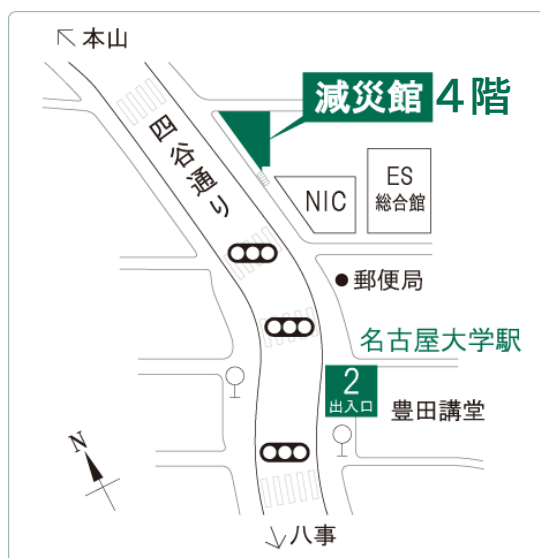 本山
減災館 4階
四谷通り
ES
総合館
NIC
郵便局
名古屋大学駅
2
出入口
豊田講堂
N
八事